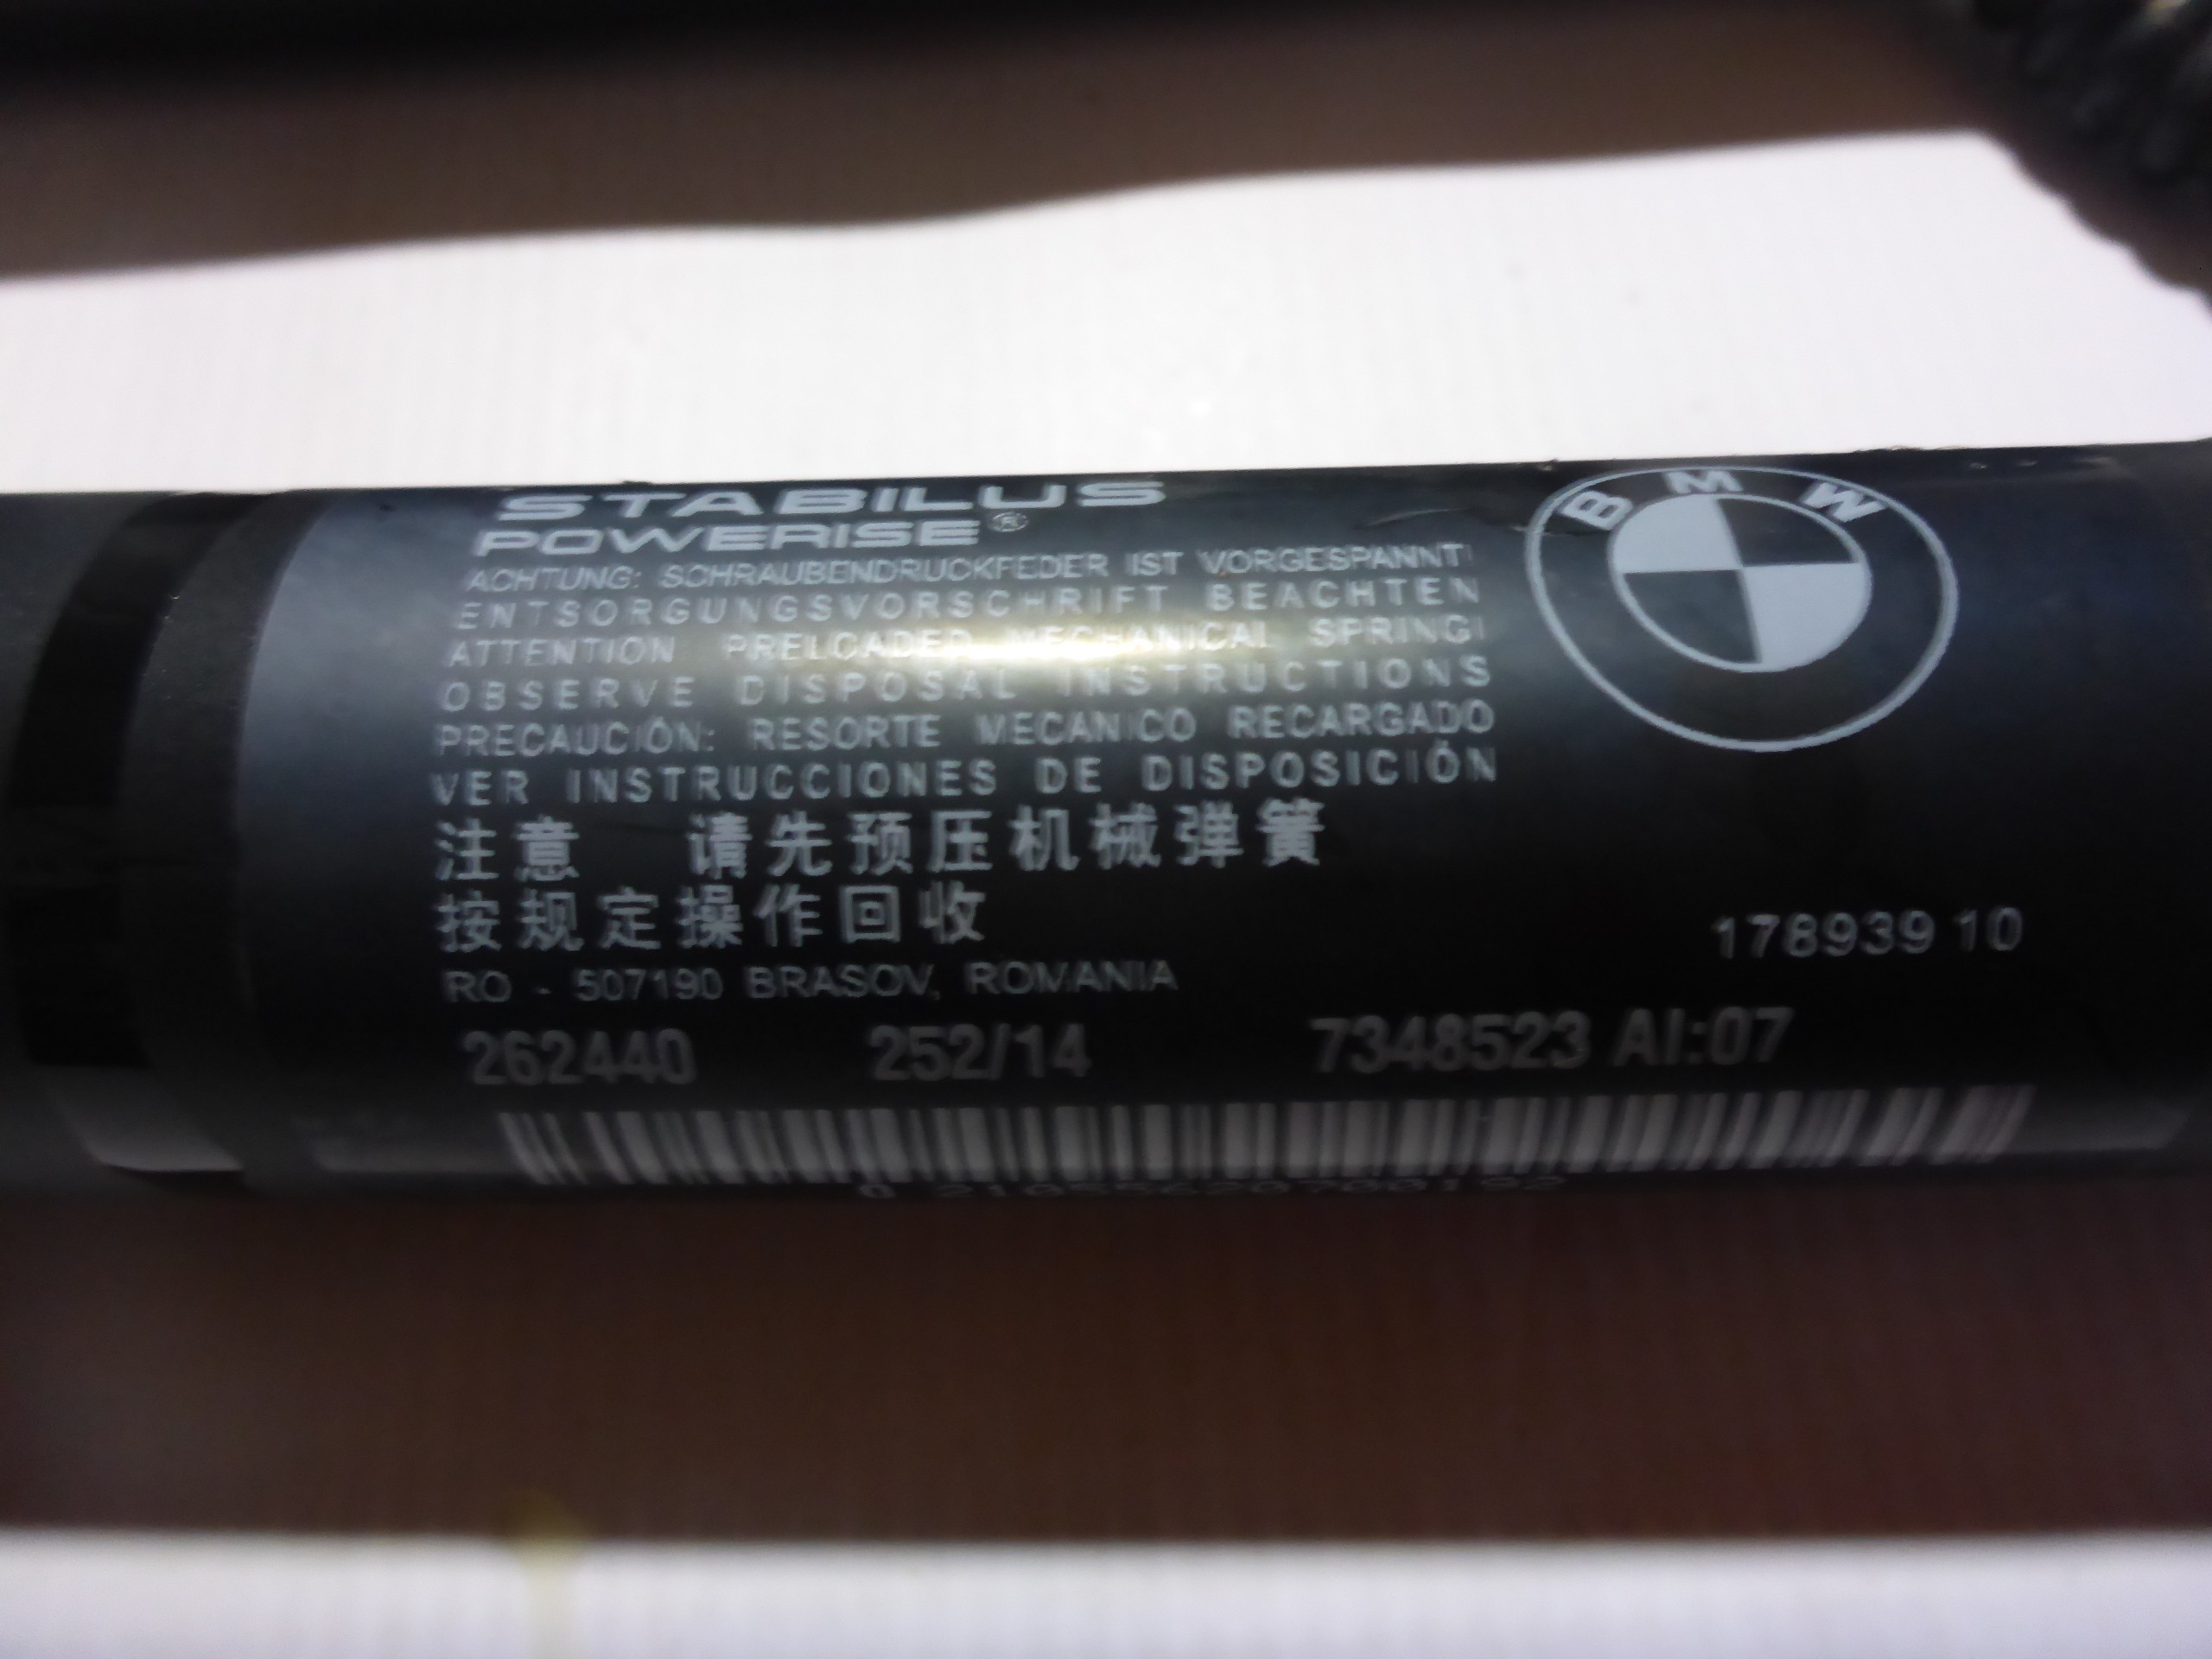 STABILUS
POWERISE®
BMW
ACHTUNG: SCHRAUBENDRUCKFEDER IST VORGESPANNT!
ENTSORGUNGSVORSCHRIFT BEACHTEN
ATTENTION PRELOADED MECHANICAL SPRING!
OBSERVE DISPOSAL INSTRUCTIONS
PRECAUCIÓN: RESORTE MECANICO RECARGADO
VER INSTRUCCIONES DE DISPOSICIÓN
注意 请先预压机械弹簧
按规定操作回收
178939 10
RO - 507190 BRASOV, ROMANIA
262440 252/14 7348523 AI:07